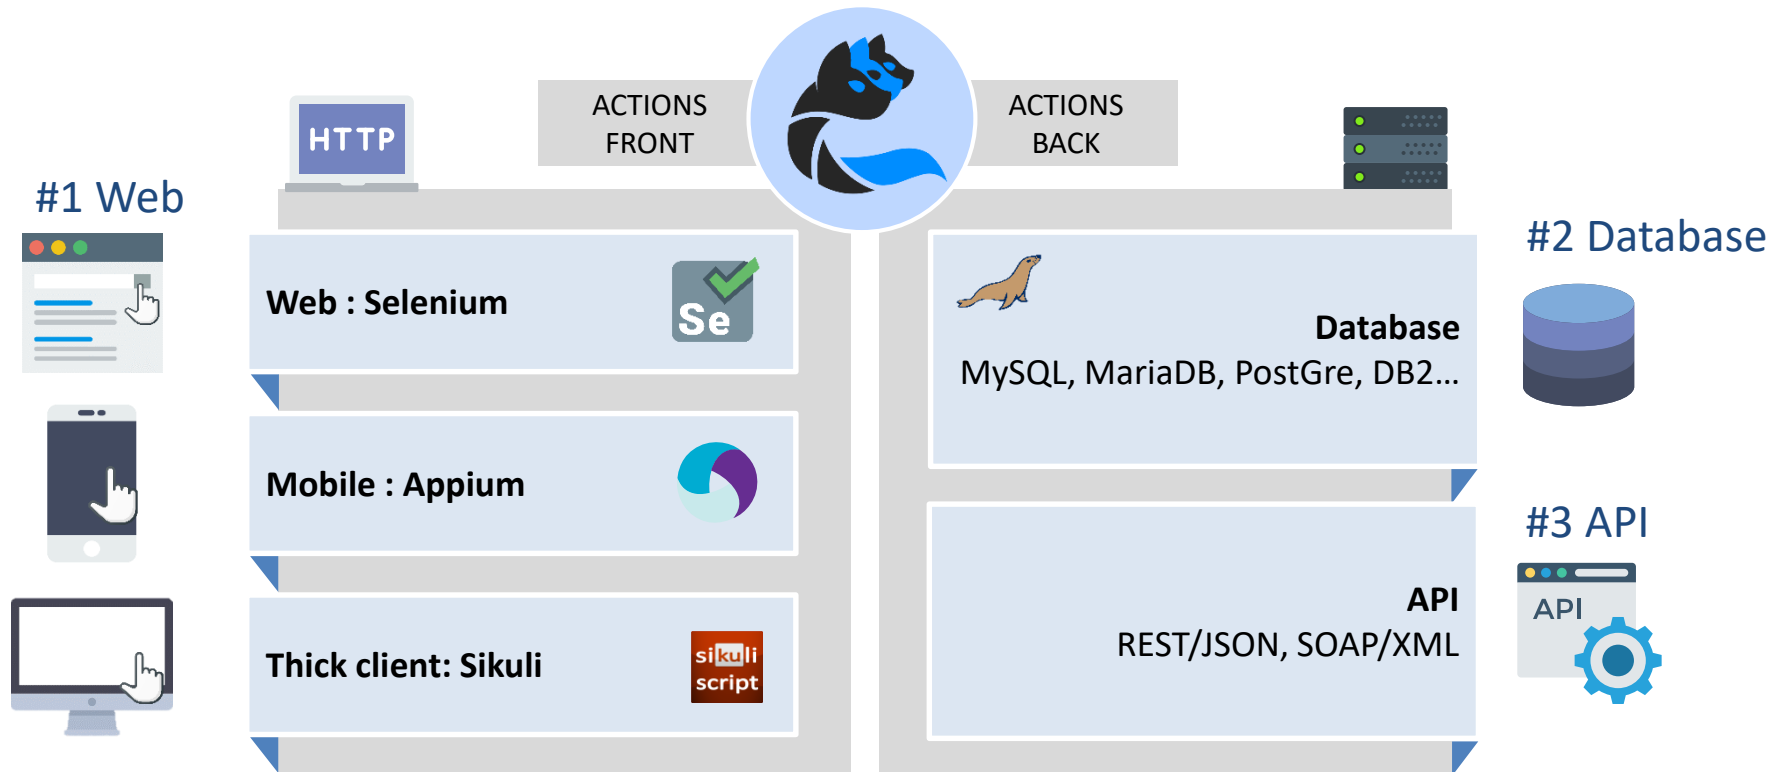 ACTIONS
FRONT
ACTIONS
BACK
HTTP
#1 Web
Web : Selenium
Se
Mobile : Appium
Thick client: Sikuli
sikuli
script
#2 Database
Database
MySQL, MariaDB, PostGre, DB2...
#3 API
API
API
REST/JSON, SOAP/XML